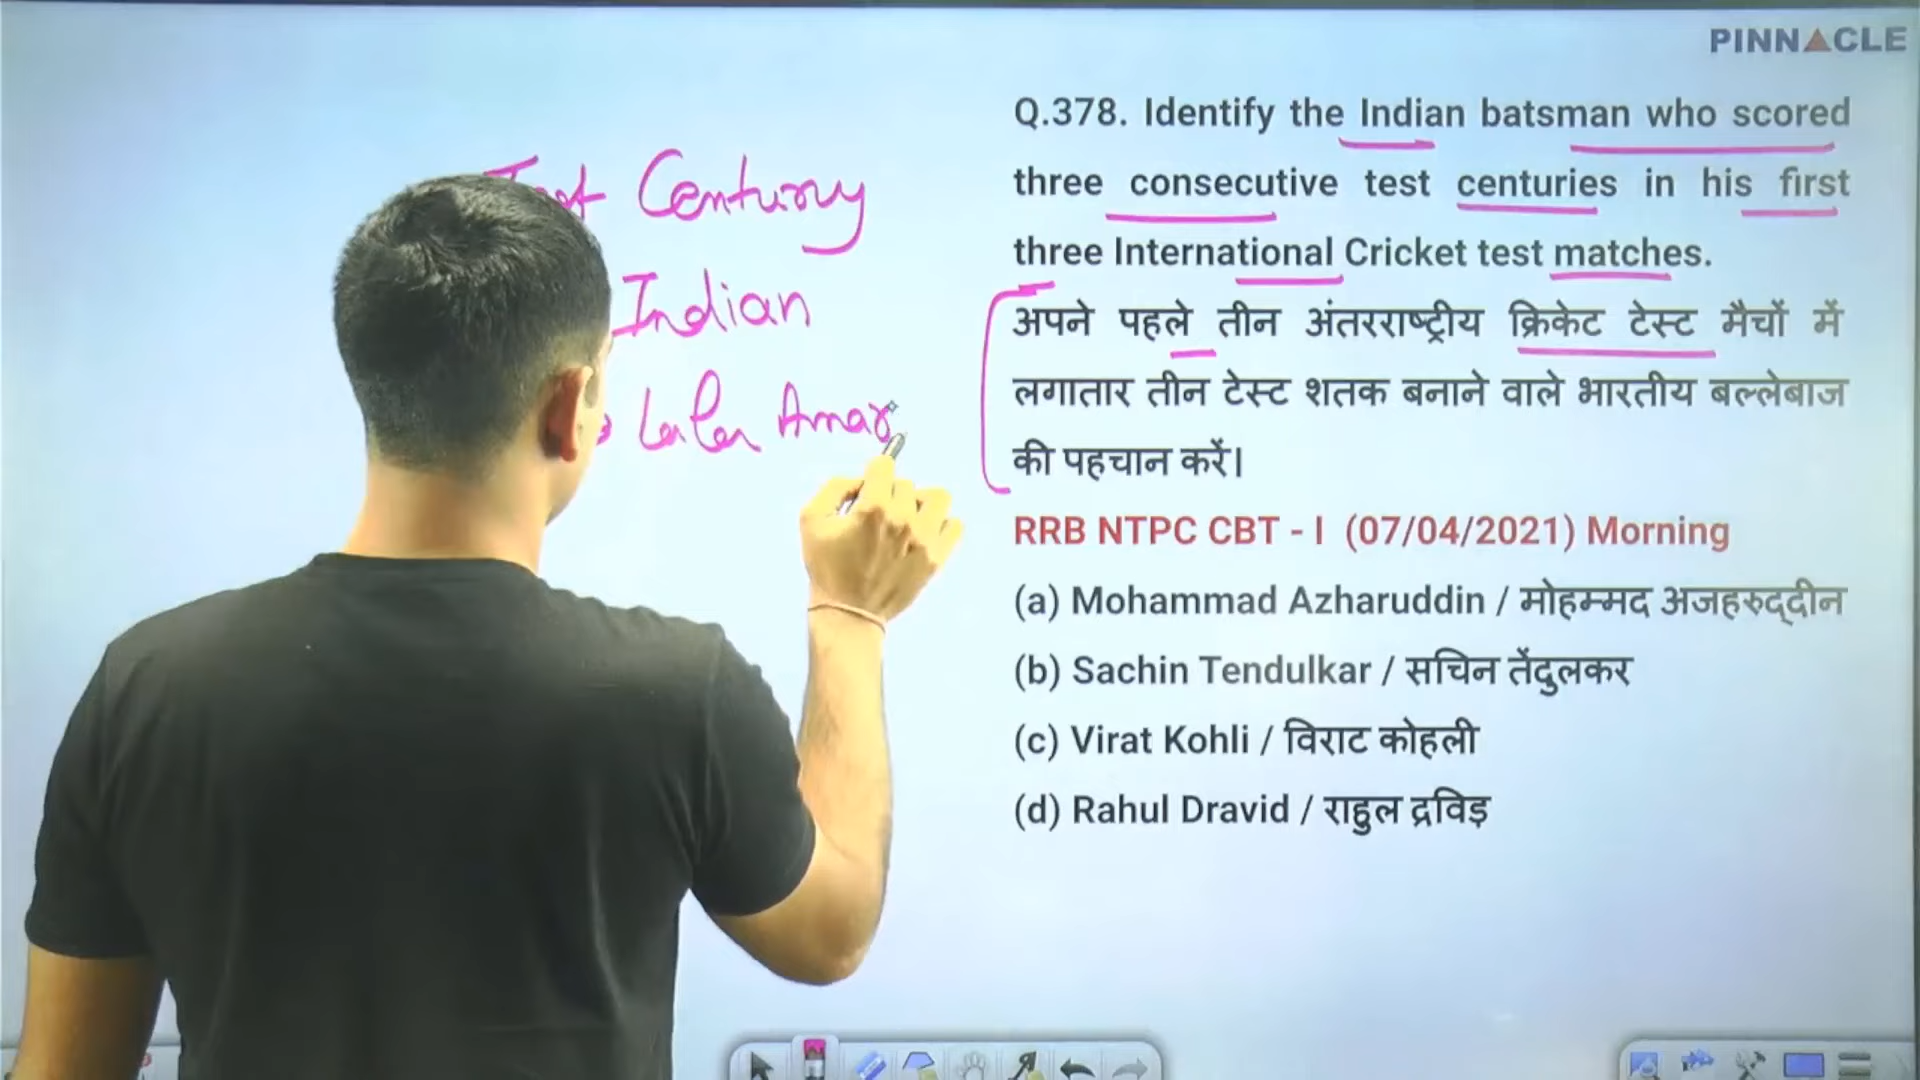 PINNACLE
Q.378. Identify the Indian batsman who scored
three consecutive test centuries in his first
three International Cricket test matches.
अपने पहले तीन अंतरराष्ट्रीय क्रिकेट टेस्ट मैचों में
लगातार तीन टेस्ट शतक बनाने वाले भारतीय बल्लेबाज
की पहचान करें।
RRB NTPC CBT - I (07/04/2021) Morning
(a) Mohammad Azharuddin / मोहम्मद अजहरुद्दीन
(b) Sachin Tendulkar / सचिन तेंदुलकर
(c) Virat Kohli / विराट कोहली
(d) Rahul Dravid / राहुल द्रविड़
Century
Indian
Lala Amar